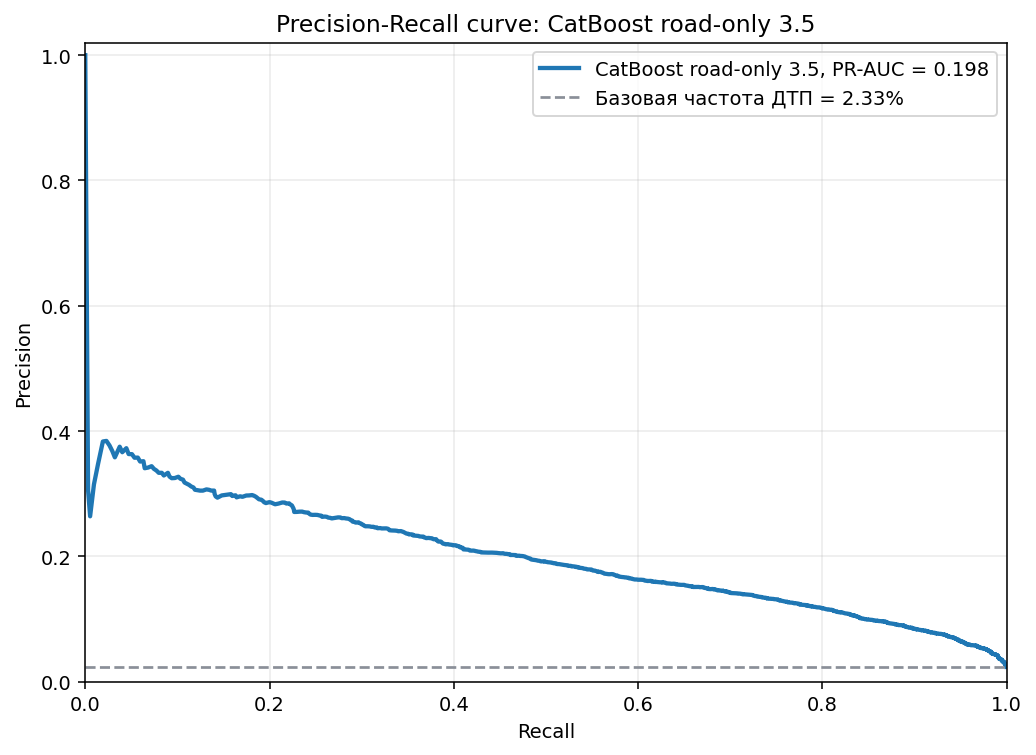 Precision-Recall curve: CatBoost road-only 3.5
CatBoost road-only 3.5, PR-AUC = 0.198
Базовая частота ДТП = 2.33%
Precision
1.0
0.8
0.6
0.4
0.2
0.0
0.0 0.2 0.4 0.6 0.8 1.0
Recall